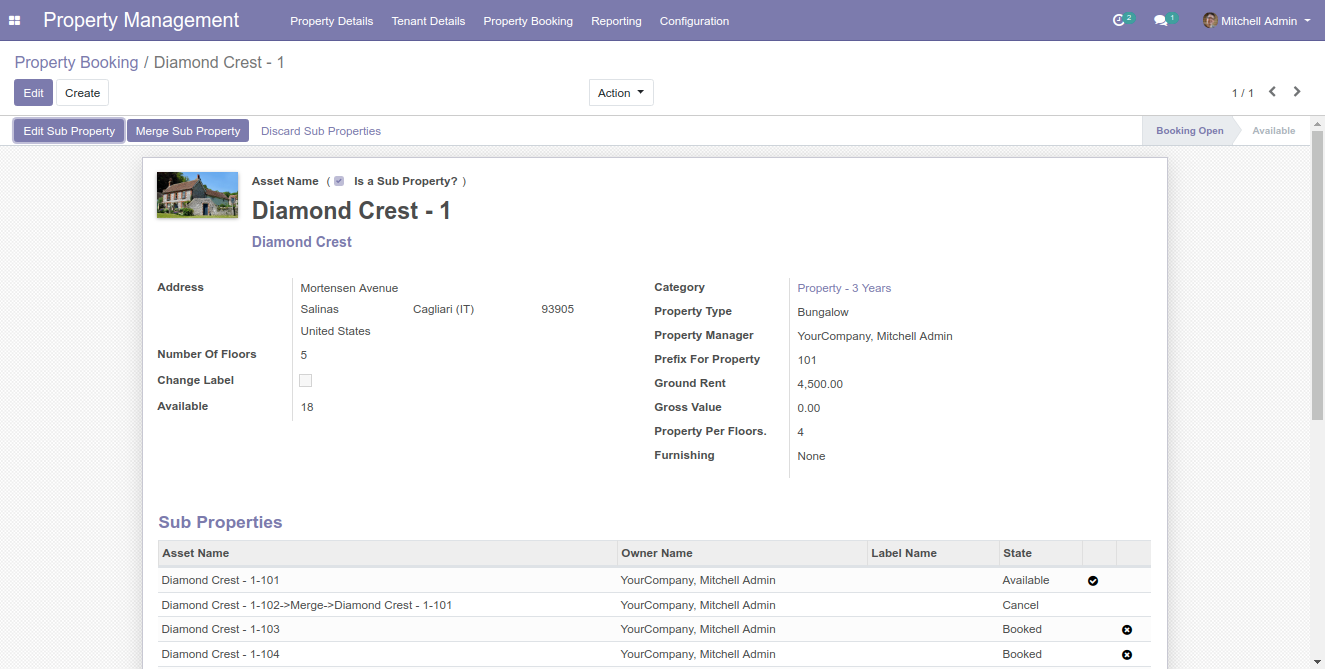 Property Management Property Details Tenant Details Property Booking Reporting Configuration 2 1 Mitchell Admin
Property Booking / Diamond Crest - 1
Edit Create Action 1 / 1
Edit Sub Property Merge Sub Property Discard Sub Properties Booking Open Available
Asset Name ( Is a Sub Property? )
Diamond Crest - 1
Diamond Crest
Address Mortensen Avenue
Salinas Cagliari (IT) 93905
United States
Number Of Floors 5
Change Label
Available 18
Category Property - 3 Years
Property Type Bungalow
Property Manager YourCompany, Mitchell Admin
Prefix For Property 101
Ground Rent 4,500.00
Gross Value 0.00
Property Per Floors. 4
Furnishing None
Sub Properties
Asset Name Owner Name Label Name State
Diamond Crest - 1-101 YourCompany, Mitchell Admin Available
Diamond Crest - 1-102->Merge->Diamond Crest - 1-101 YourCompany, Mitchell Admin Cancel
Diamond Crest - 1-103 YourCompany, Mitchell Admin Booked
Diamond Crest - 1-104 YourCompany, Mitchell Admin Booked